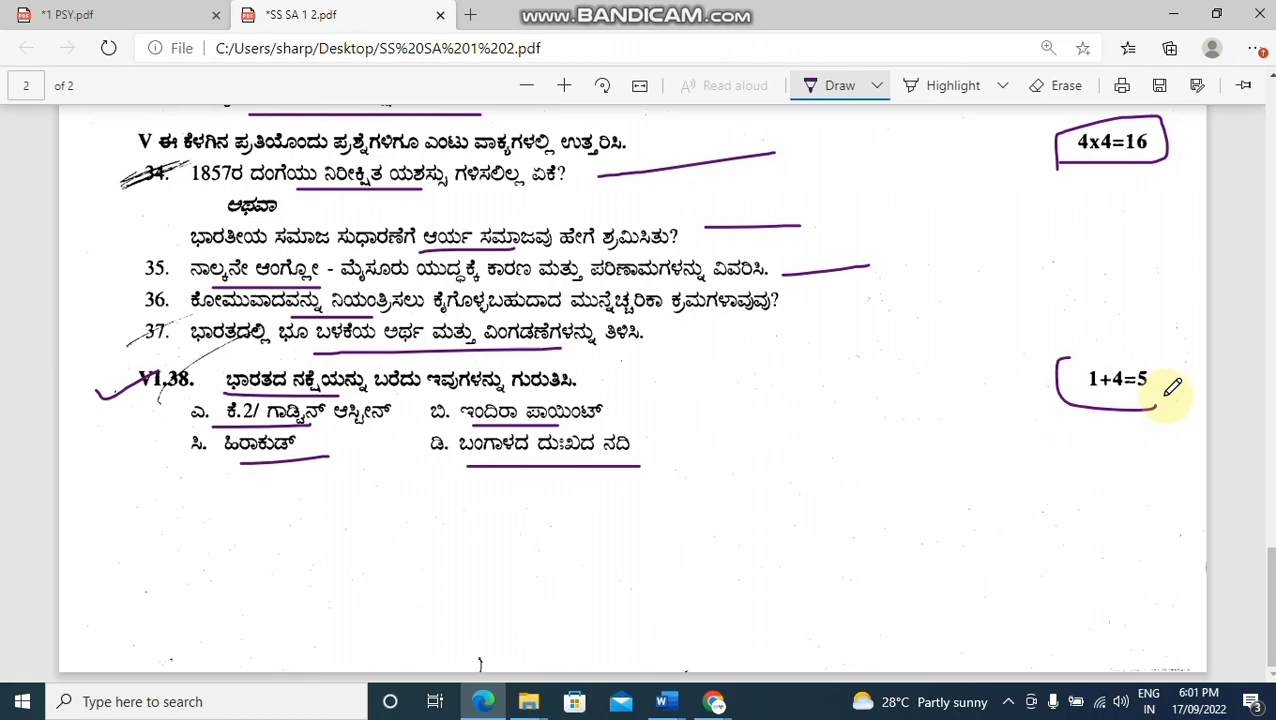 *1 PSY.pdf
*SS SA 1 2.pdf
www.BANDICAM.com
File
C:/Users/sharp/Desktop/SS%20SA%201%202.pdf
2 of 2
Read aloud
Draw
Highlight
Erase
V ಈ ಕೆಳಗಿನ ಪ್ರತಿಯೊಂದು ಪ್ರಶ್ನೆಗಳಿಗೂ ಎಂಟು ವಾಕ್ಯಗಳಲ್ಲಿ ಉತ್ತರಿಸಿ. 4x4=16
34. 1857ರ ದಂಗೆಯು ನಿರೀಕ್ಷಿತ ಯಶಸ್ಸು ಗಳಿಸಲಿಲ್ಲ ಏಕೆ?
ಅಥವಾ
ಭಾರತೀಯ ಸಮಾಜ ಸುಧಾರಣೆಗೆ ಆರ್ಯ ಸಮಾಜವು ಹೇಗೆ ಶ್ರಮಿಸಿತು?
35. ನಾಲ್ಕನೇ ಆಂಗ್ಲೋ - ಮೈಸೂರು ಯುದ್ಧಕ್ಕೆ ಕಾರಣ ಮತ್ತು ಪರಿಣಾಮಗಳನ್ನು ವಿವರಿಸಿ.
36. ಕೋಮುವಾದವನ್ನು ನಿಯಂತ್ರಿಸಲು ಕೈಗೊಳ್ಳಬಹುದಾದ ಮುನ್ನೆಚ್ಚರಿಕಾ ಕ್ರಮಗಳಾವುವು?
37. ಭಾರತದಲ್ಲಿ ಭೂ ಬಳಕೆಯ ಅರ್ಥ ಮತ್ತು ವಿಂಗಡಣೆಗಳನ್ನು ತಿಳಿಸಿ.
VI.38. ಭಾರತದ ನಕ್ಷೆಯನ್ನು ಬರೆದು ಇವುಗಳನ್ನು ಗುರುತಿಸಿ. 1+4=5
ಎ. ಕೆ.2/ ಗಾಡ್ವಿನ್ ಆಸ್ಟೀನ್ ಬಿ. ಇಂದಿರಾ ಪಾಯಿಂಟ್
ಸಿ. ಹಿರಾಕುಡ್ ಡಿ. ಬಂಗಾಳದ ದುಃಖದ ನದಿ
Type here to search
28°C Partly sunny
ENG
IN
6:01 PM
17/09/2022
3